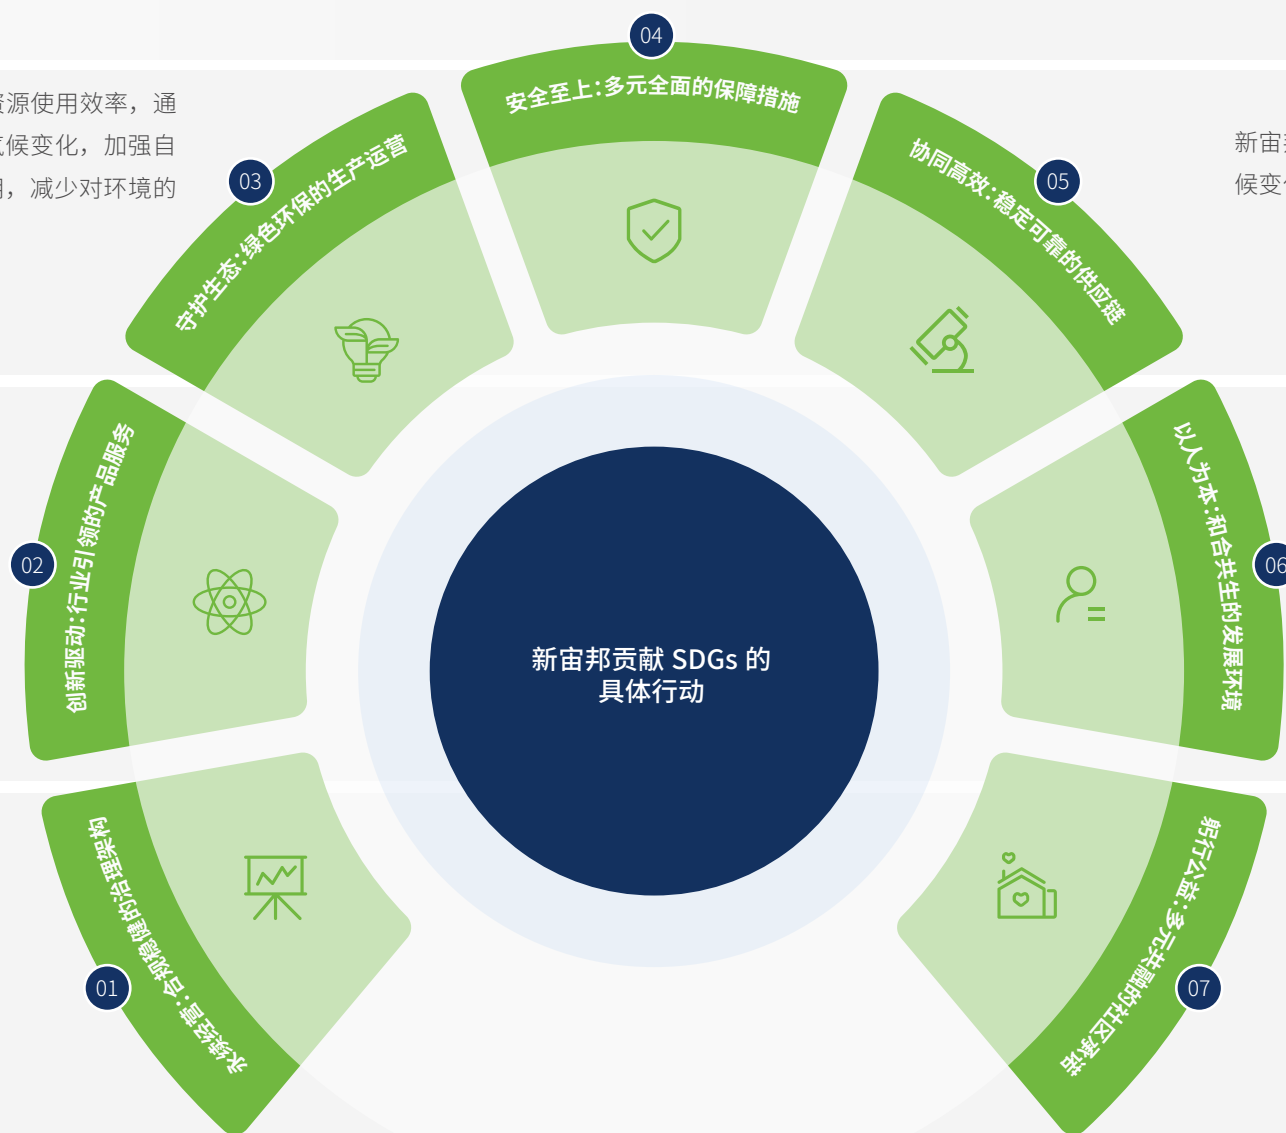 资源使用效率，通
气候变化，加强自
，减少对环境的
新宙
候变
01
永续经营：合规稳健的治理架构
02
创新驱动：行业引领的产品服务
03
守护生态：绿色环保的生产运营
04
安全至上：多元全面的保障措施
05
协同高效：稳定可靠的供应链
06
以人为本：和合共生的发展环境
07
躬行公益：多元共融的社区承诺
新宙邦贡献 SDGs 的
具体行动